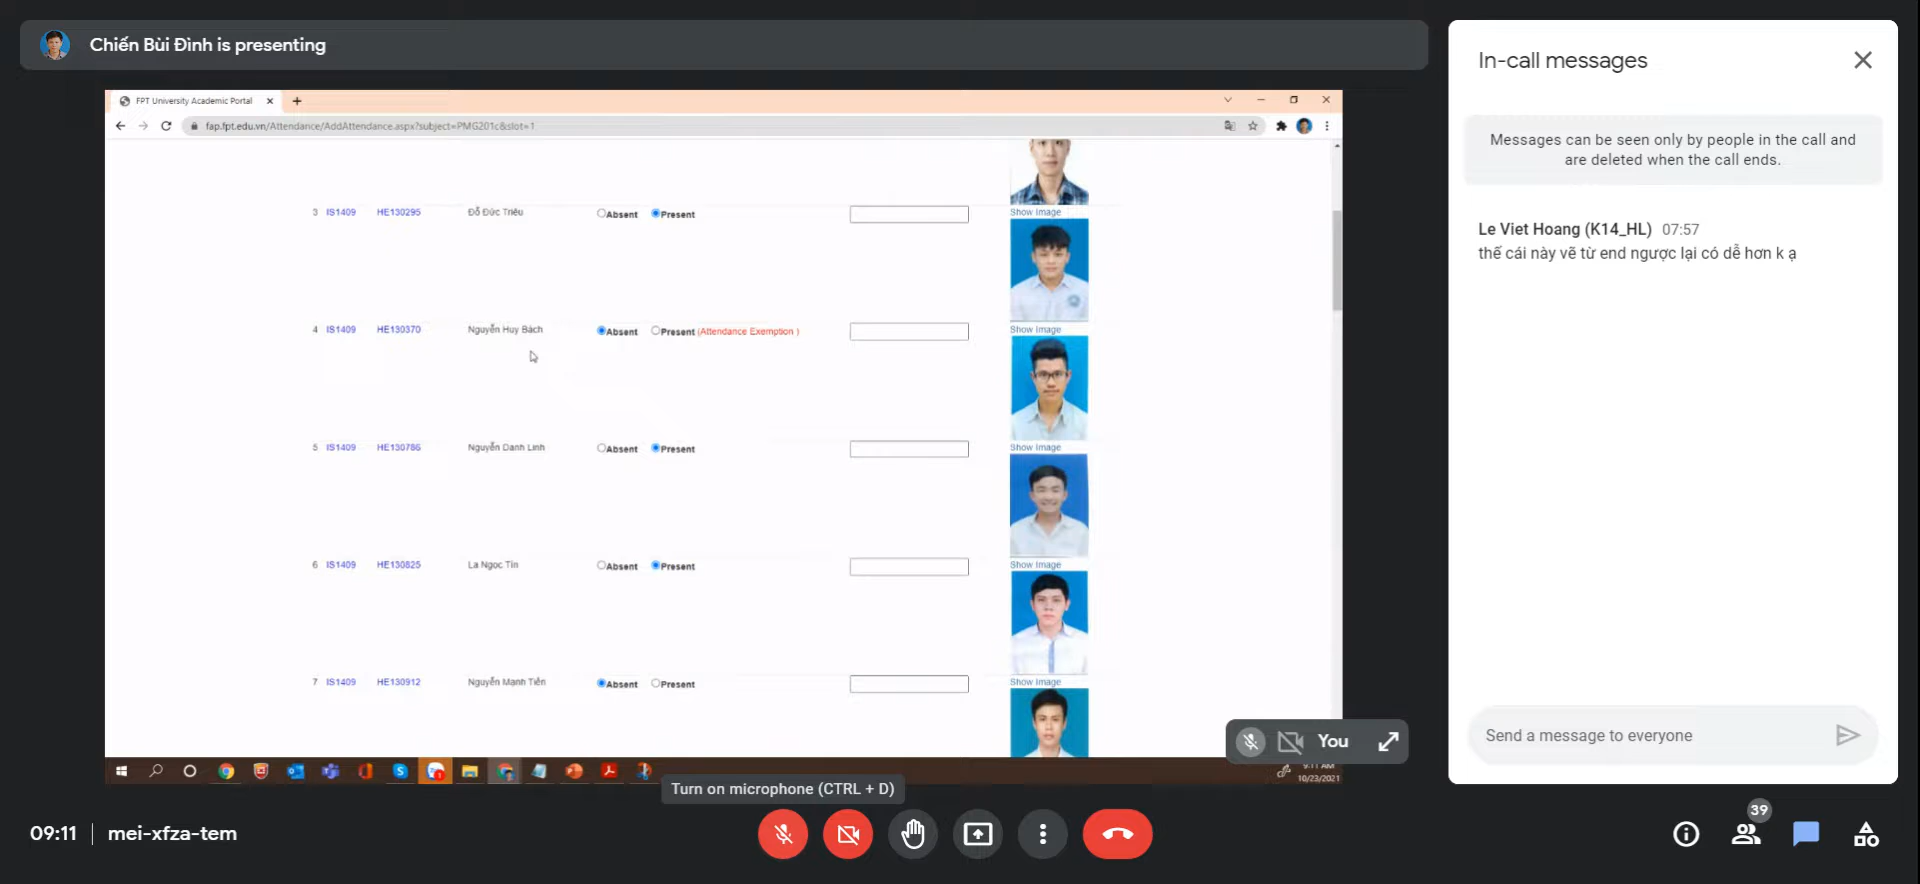 Chiến Bùi Đình is presenting
FPT University Academic Portal
fap.fpt.edu.vn/Attendance/AddAttendance.aspx?subject=PMG201c&slot=1
3 IS1409 HE130295 Đỗ Đức Triệu Absent Present Show Image
4 IS1409 HE130370 Nguyễn Huy Bách Absent Present (Attendance Exemption ) Show Image
5 IS1409 HE130786 Nguyễn Danh Linh Absent Present Show Image
6 IS1409 HE130825 La Ngọc Tín Absent Present Show Image
7 IS1409 HE130912 Nguyễn Mạnh Tiến Absent Present Show Image
You
9:11 AM
10/23/2021
Turn on microphone (CTRL + D)
09:11 | mei-xfza-tem
In-call messages
Messages can be seen only by people in the call and
are deleted when the call ends.
Le Viet Hoang (K14_HL) 07:57
thế cái này vẽ từ end ngược lại có dễ hơn k ạ
Send a message to everyone
39